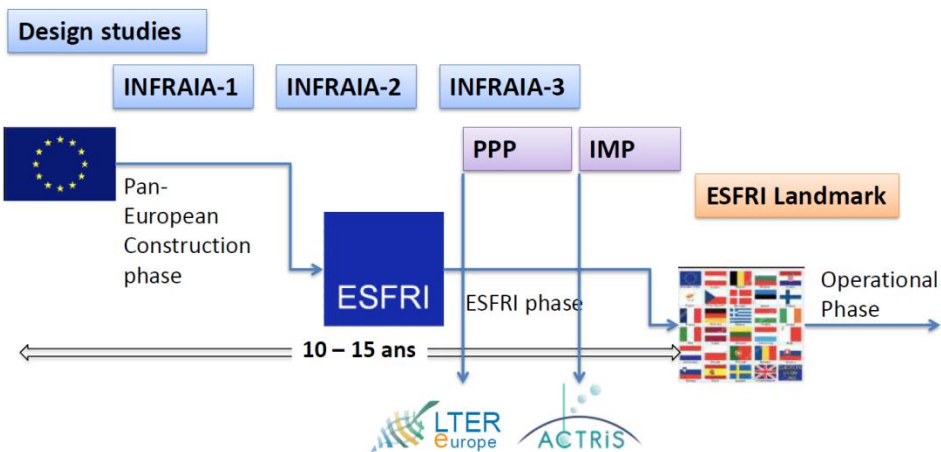 Design studies
INFRAIA-1
INFRAIA-2
INFRAIA-3
PPP
IMP
Pan-
European
Construction
phase
ESFRI Landmark
ESFRI
ESFRI phase
Operational
Phase
10 – 15 ans
LTER
europe
ACTRiS